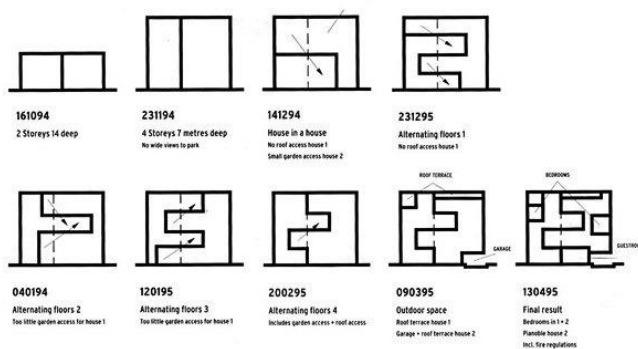 161094
2 Storeys 14 deep
231194
4 Storeys 7 metres deep
No wide views to park
141294
House in a house
No roof access house 1
Small garden access house 2
231295
Alternating floors 1
No roof access house 1
040194
Alternating floors 2
Too little garden access for house 1
120195
Alternating floors 3
Too little garden access for house 1
200295
Alternating floors 4
Includes garden access + roof access
ROOF TERRACE
GARAGE
090395
Outdoor space
Roof terrace house 1
Garage + roof terrace house 2
BEDROOMS
GUESTROOM
130495
Final result
Bedrooms in 1 + 2
Planable house 2
Incl. fire regulations